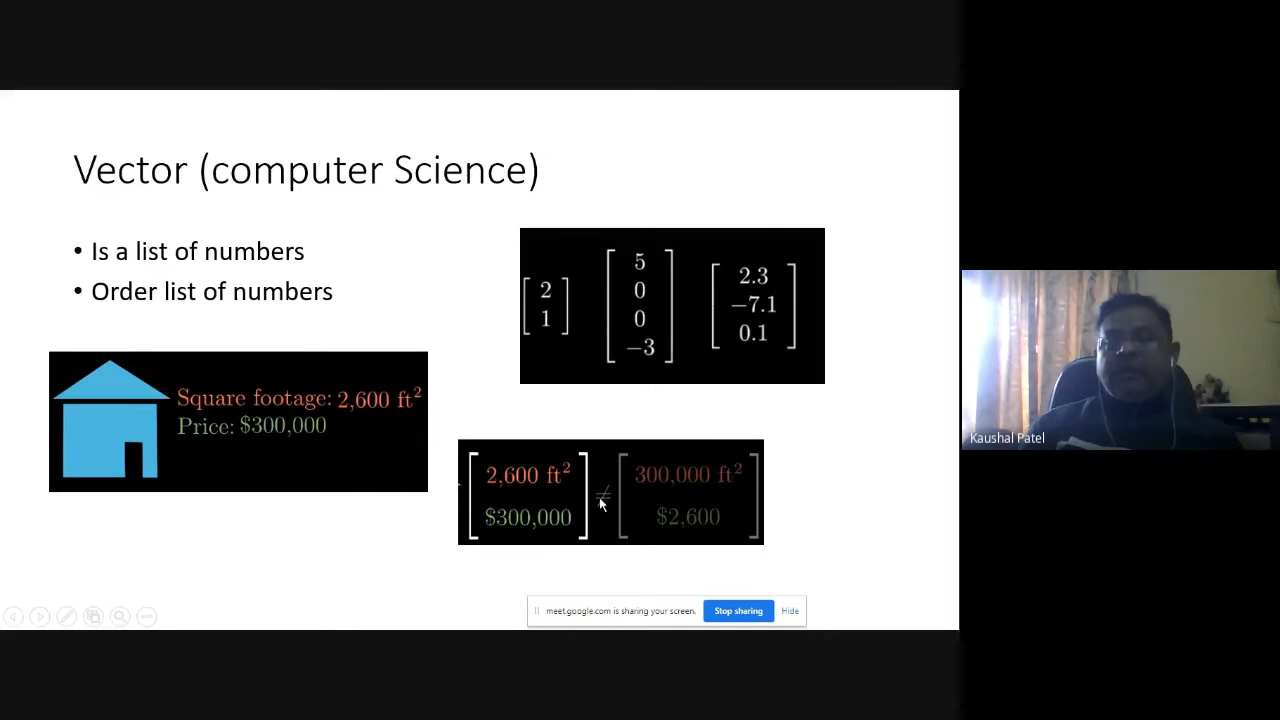 Vector (computer Science)
• Is a list of numbers
• Order list of numbers
Square footage: 2,600 ft²
Price: $300,000
[2 1] [5 0 0 −3] [2.3 −7.1 0.1]
[2,600 ft² $300,000] ≠ [300,000 ft² $2,600]
Kaushal Patel
meet.google.com is sharing your screen. Stop sharing Hide